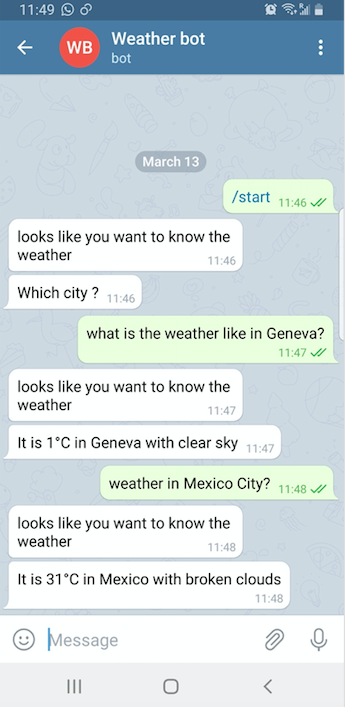 11:49
WB
Weather bot
bot
March 13
/start 11:46
looks like you want to know the
weather
11:46
Which city ? 11:46
what is the weather like in Geneva?
11:47
looks like you want to know the
weather
11:47
It is 1°C in Geneva with clear sky 11:47
weather in Mexico City? 11:48
looks like you want to know the
weather
11:48
It is 31°C in Mexico with broken clouds
11:48
Message